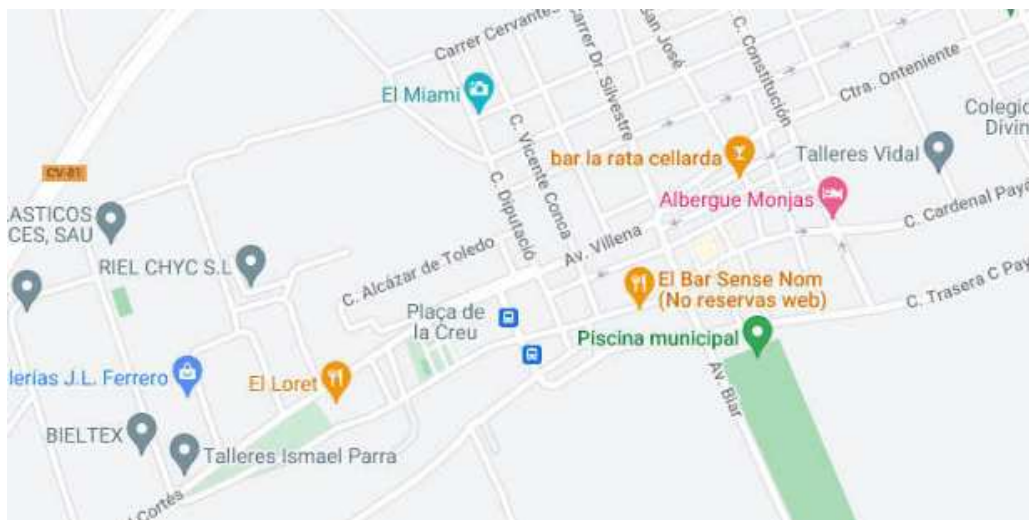 Carrer Cervantes
Carrer Dr. Silvestre
San José
C. Constitución
Ctra. Onteniente
El Miami
C. Vicente Conca
Colegio
Divin
bar la rata cellarda
Talleres Vidal
CV-81
C. Diputació
Albergue Monjas
ASTICOS
CES, SAU
Av. Villena
C. Cardenal Payá
RIEL CHYC S.L
C. Alcázar de Toledo
El Bar Sense Nom
(No reservas web)
C. Trasera C Pay
Plaça de
la Creu
Piscina municipal
lerías J.L. Ferrero
El Loret
Av. Biar
BIELTEX
Talleres Ismael Parra
Cortés